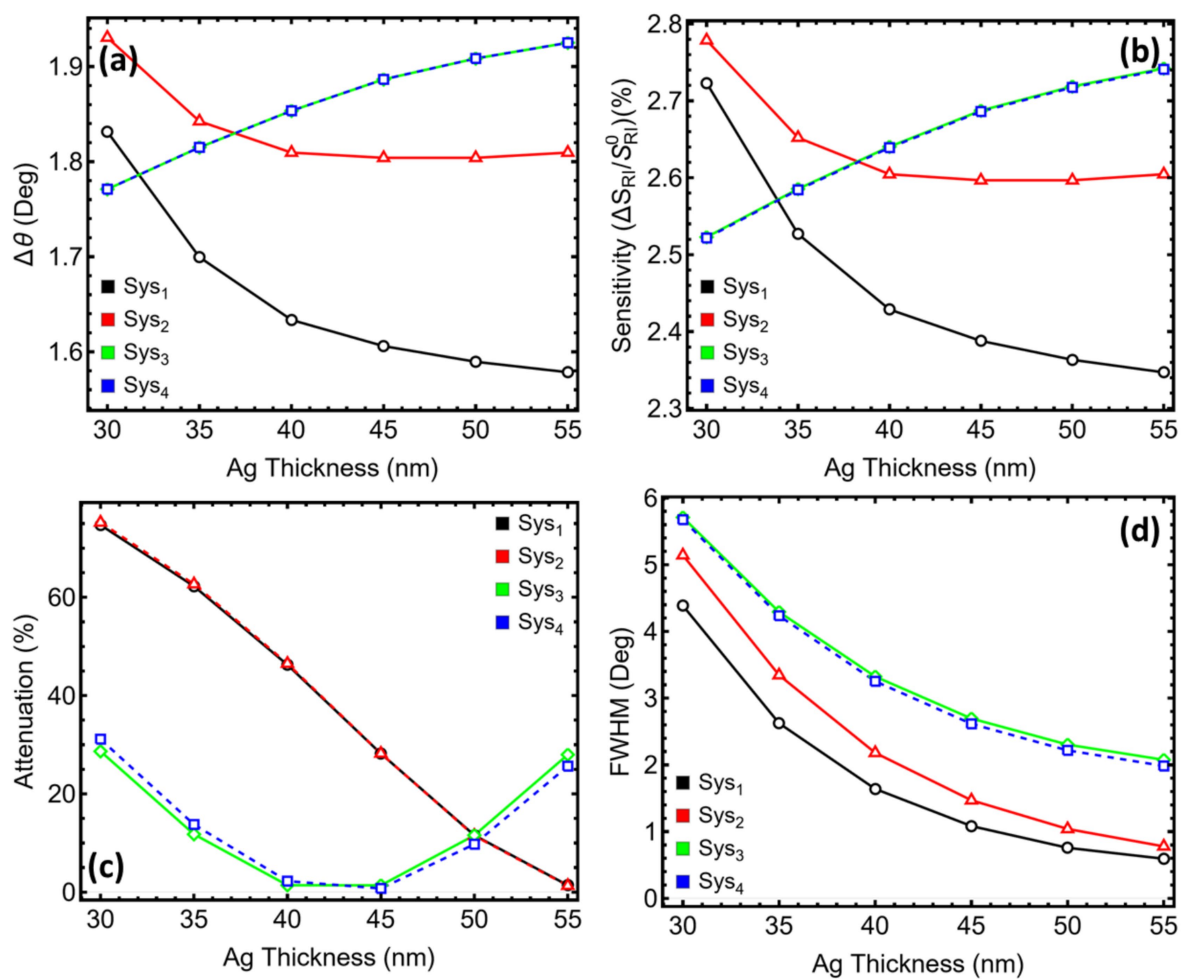 (a)
1.9
1.8
1.7
1.6
Δθ (Deg)
Sys₁
Sys₂
Sys₃
Sys₄
30 35 40 45 50 55
Ag Thickness (nm)
(b)
2.8
2.7
2.6
2.5
2.4
2.3
Sensitivity (ΔS_RI/S⁰_RI)(%)
Sys₁
Sys₂
Sys₃
Sys₄
30 35 40 45 50 55
Ag Thickness (nm)
(c)
60
40
20
0
Attenuation (%)
Sys₁
Sys₂
Sys₃
Sys₄
30 35 40 45 50 55
Ag Thickness (nm)
(d)
6
5
4
3
2
1
0
FWHM (Deg)
Sys₁
Sys₂
Sys₃
Sys₄
30 35 40 45 50 55
Ag Thickness (nm)